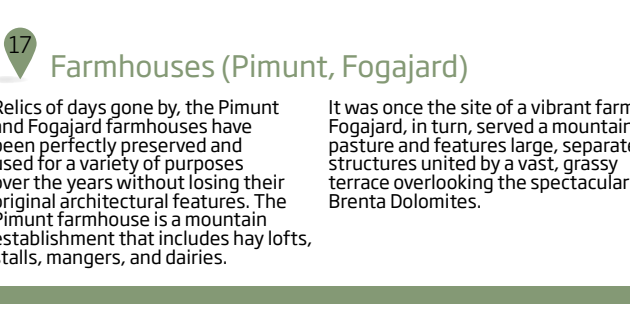 17
Farmhouses (Pimunt, Fogajard)
Relics of days gone by, the Pimunt
and Fogajard farmhouses have
been perfectly preserved and
used for a variety of purposes
over the years without losing their
original architectural features. The
Pimunt farmhouse is a mountain
establishment that includes hay lofts,
stalls, mangers, and dairies.
It was once the site of a vibrant farm
Fogajard, in turn, served a mountain
pasture and features large, separate
structures united by a vast, grassy
terrace overlooking the spectacular
Brenta Dolomites.